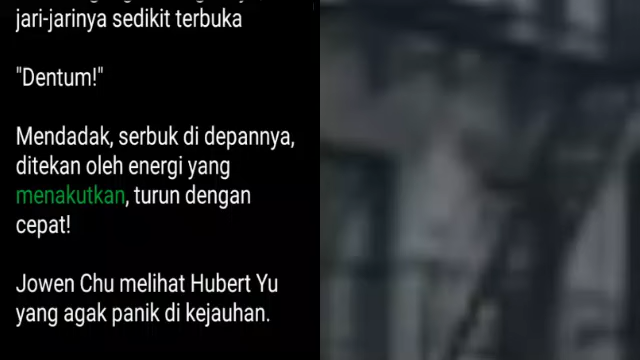 jari-jarinya sedikit terbuka
"Dentum!"
Mendadak, serbuk di depannya,
ditekan oleh energi yang
menakutkan, turun dengan
cepat!
Jowen Chu melihat Hubert Yu
yang agak panik di kejauhan.